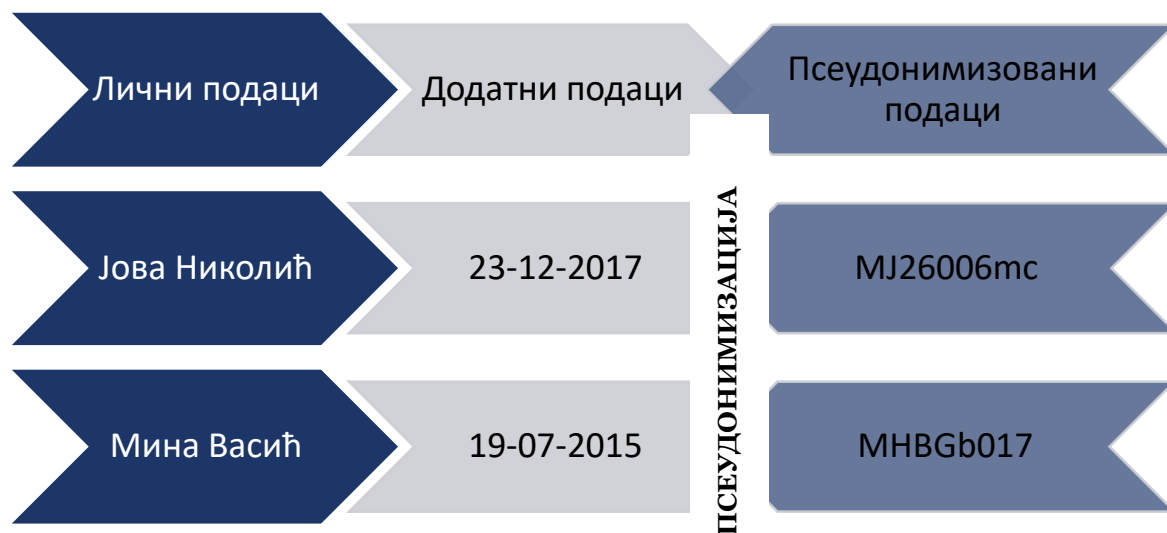 Лични подаци
Додатни подаци
Псеудонимизовани
подаци
Јова Николић
23-12-2017
MJ26006mc
Мина Васић
19-07-2015
MHBGb017
ПСЕУДОНИМИЗАЦИЈА